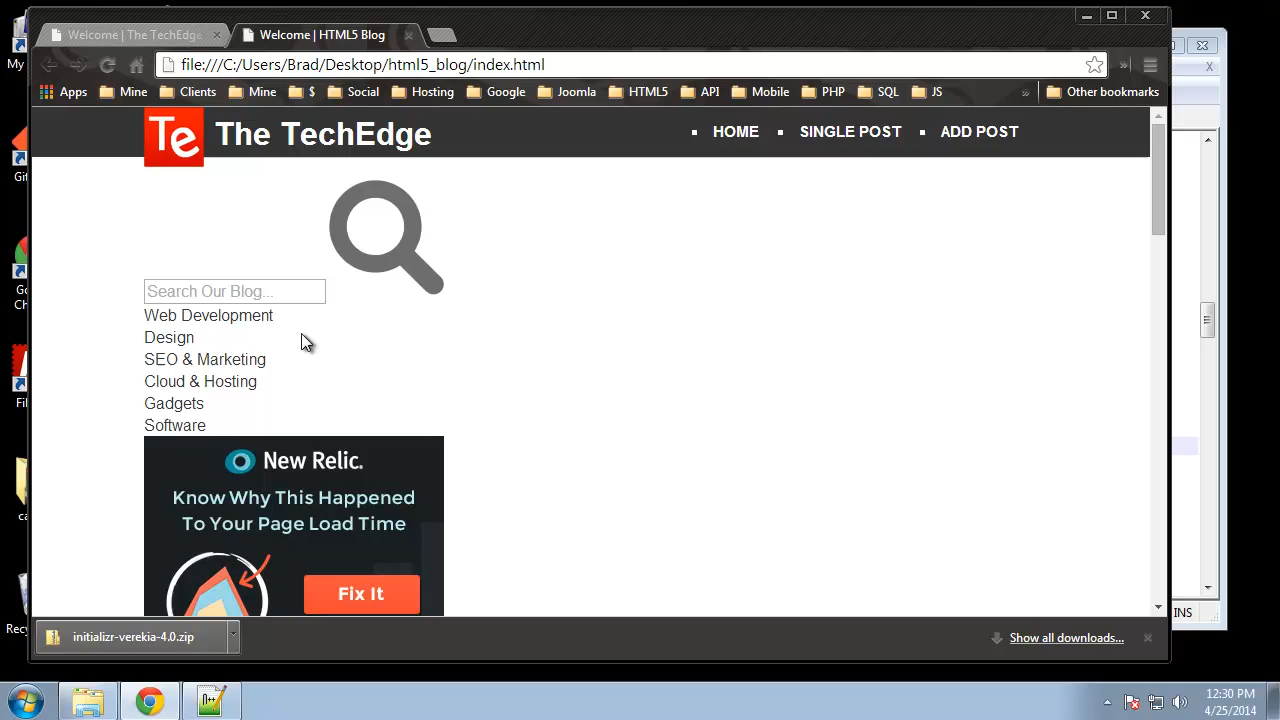 Welcome | The TechEdge
Welcome | HTML5 Blog
file:///C:/Users/Brad/Desktop/html5_blog/index.html
Apps Mine Clients Mine $ Social Hosting Google Joomla HTML5 API Mobile PHP SQL JS » Other bookmarks
Te The TechEdge
HOME SINGLE POST ADD POST
Search Our Blog...
Web Development
Design
SEO & Marketing
Cloud & Hosting
Gadgets
Software
New Relic.
Know Why This Happened
To Your Page Load Time
Fix It
initializr-verekia-4.0.zip
Show all downloads...
My
Git
INS
12:30 PM
4/25/2014